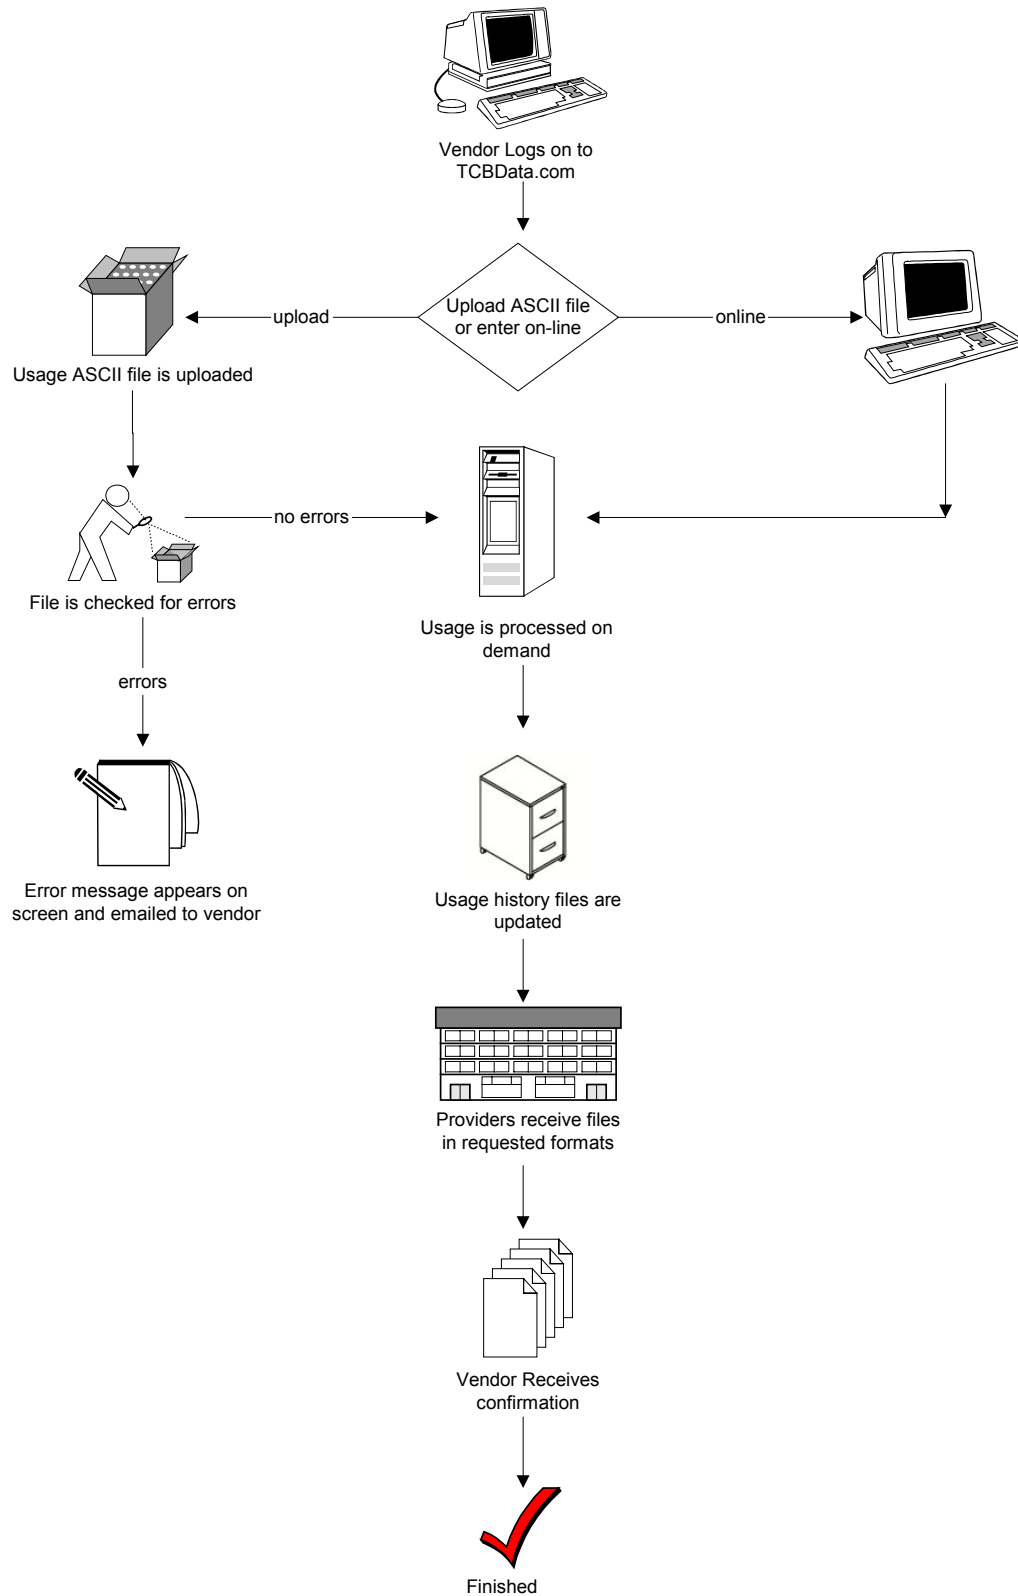 Vendor Logs on to
TCBData.com
Upload ASCII file
or enter on-line
upload
online
Usage ASCII file is uploaded
no errors
File is checked for errors
Usage is processed on
demand
errors
Error message appears on
screen and emailed to vendor
Usage history files are
updated
Providers receive files
in requested formats
Vendor Receives
confirmation
Finished